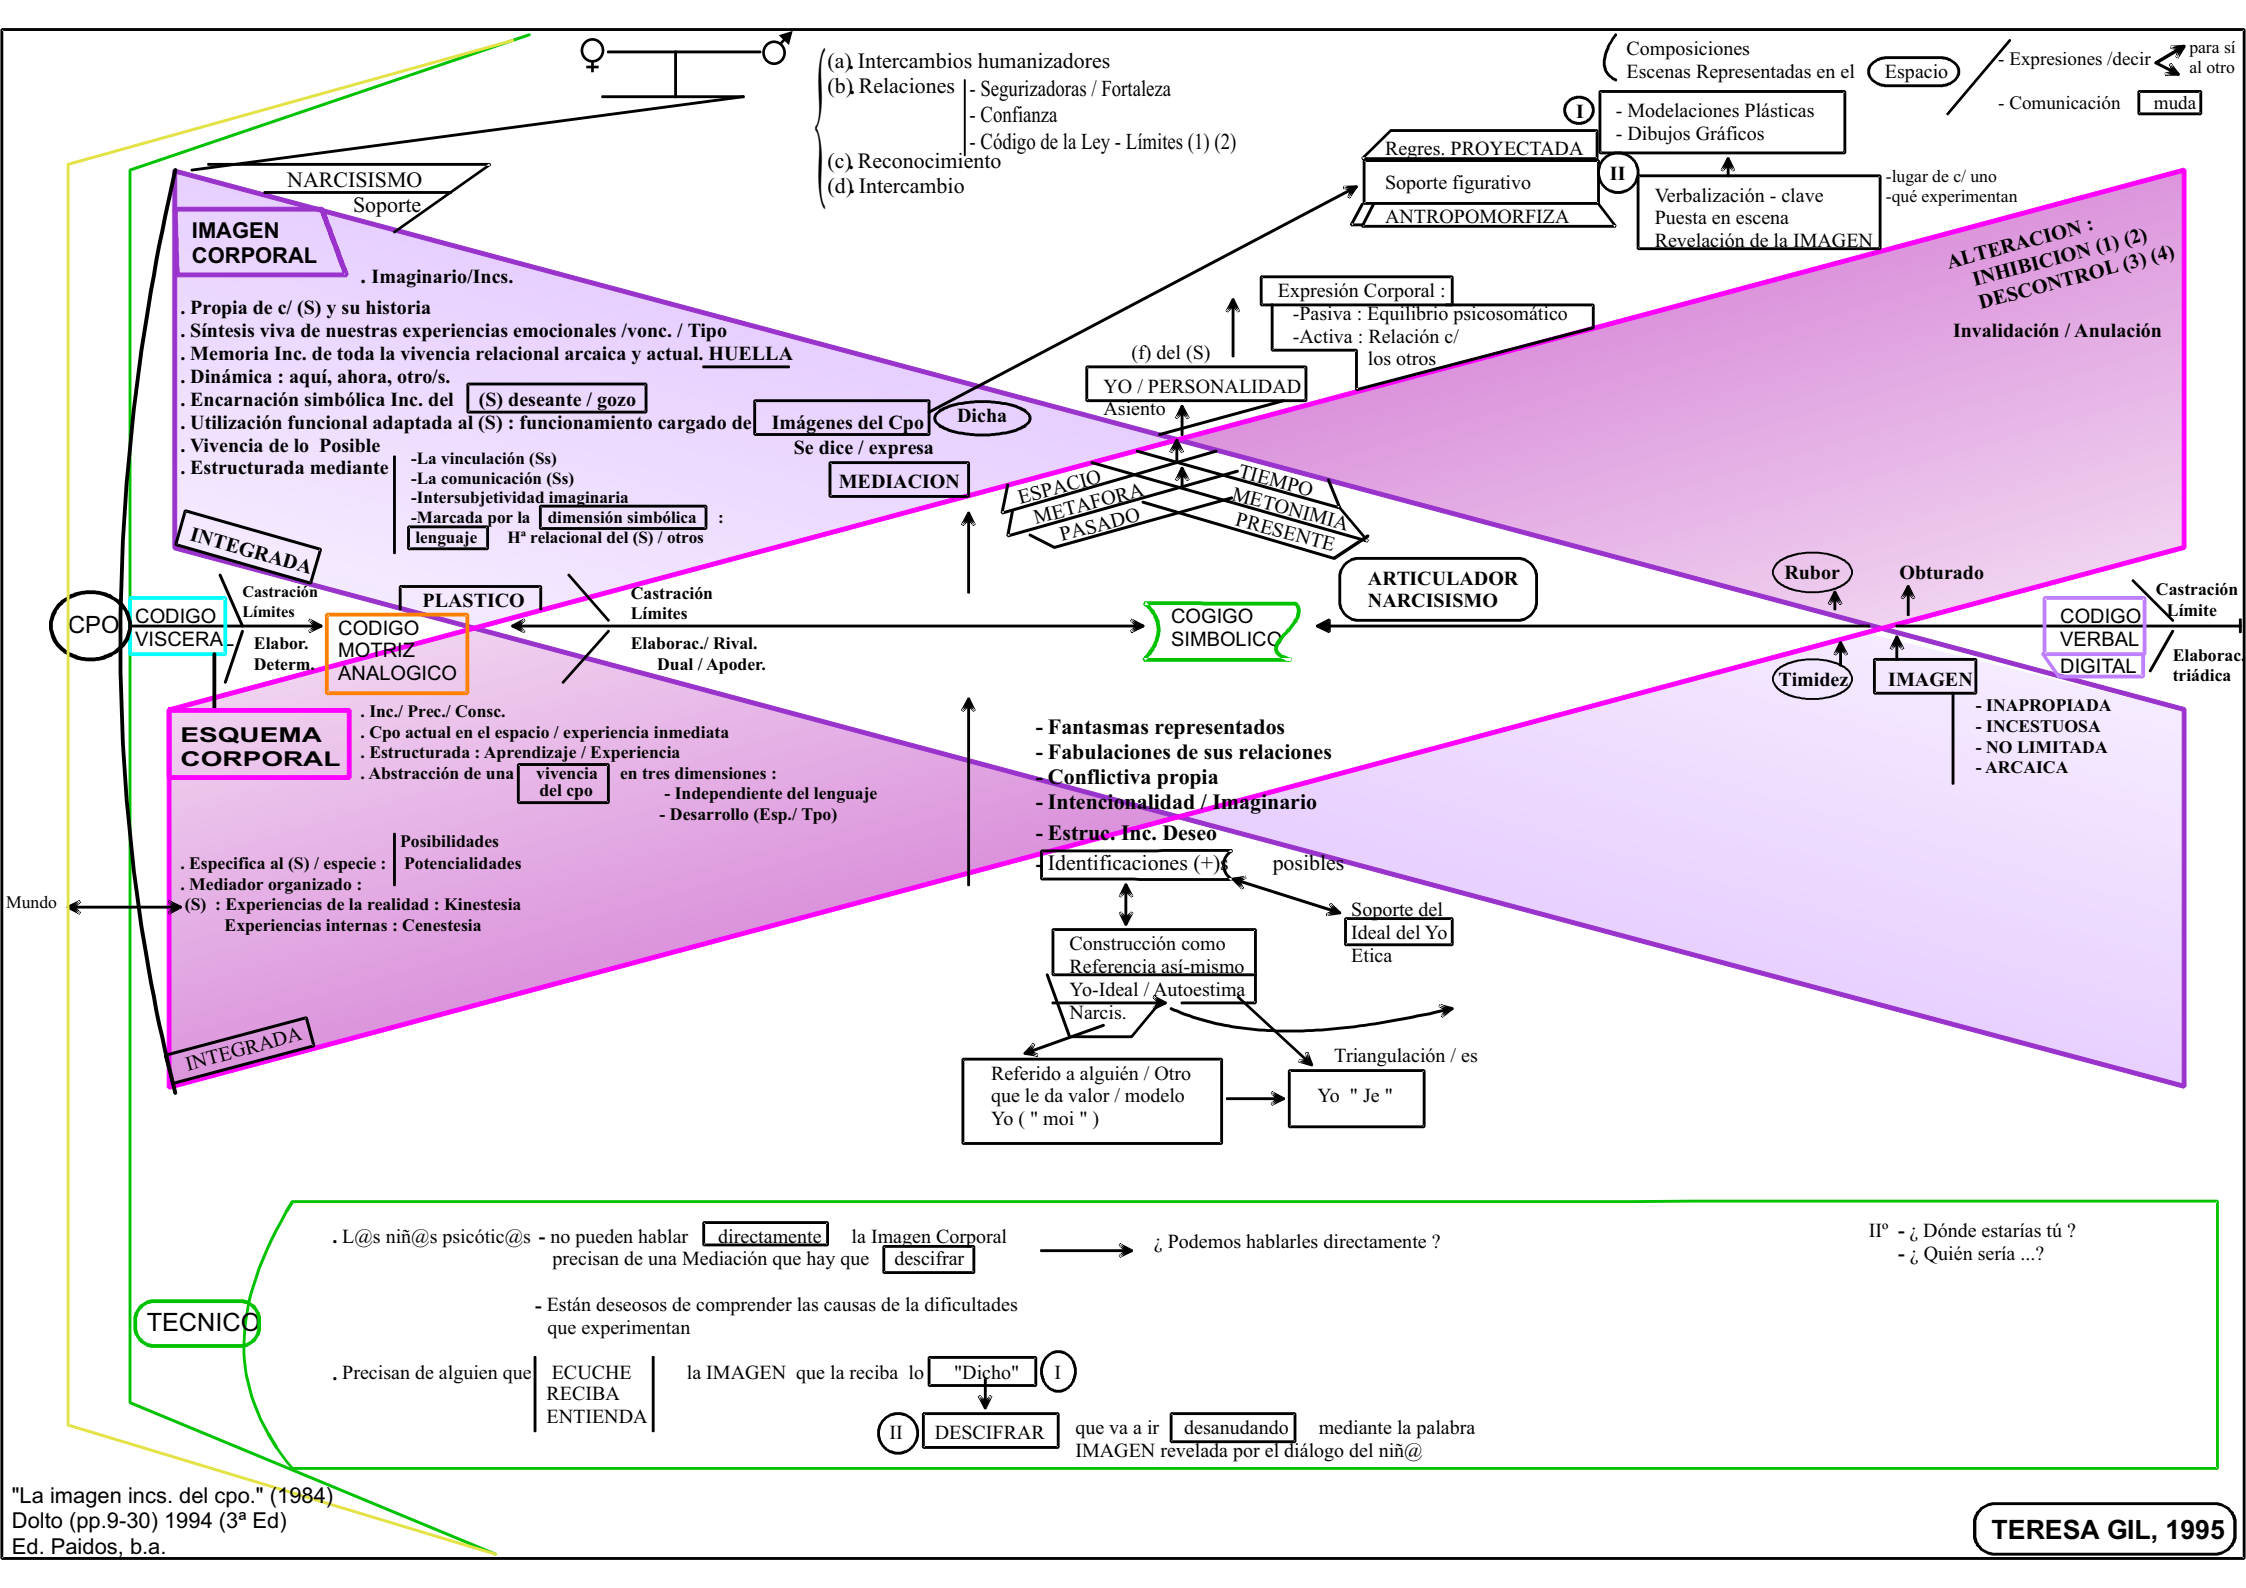 (a). Intercambios humanizadores
(b). Relaciones
- Segurizadoras / Fortaleza
- Confianza
- Código de la Ley - Límites (1) (2)
(c). Reconocimiento
(d). Intercambio
Composiciones
Escenas Representadas en el Espacio
- Expresiones /decir
para sí
al otro
- Comunicación muda
I
- Modelaciones Plásticas
- Dibujos Gráficos
Regres. PROYECTADA
Soporte figurativo
ANTROPOMORFIZA
II
Verbalización - clave
Puesta en escena
Revelación de la IMAGEN
-lugar de c/ uno
-qué experimentan
NARCISISMO
Soporte
IMAGEN
CORPORAL
. Imaginario/Incs.
. Propia de c/ (S) y su historia
. Síntesis viva de nuestras experiencias emocionales /vonc. / Tipo
. Memoria Inc. de toda la vivencia relacional arcaica y actual. HUELLA
. Dinámica : aquí, ahora, otro/s.
. Encarnación simbólica Inc. del (S) deseante / gozo
. Utilización funcional adaptada al (S) : funcionamiento cargado de Imágenes del Cpo
Dicha
. Vivencia de lo Posible
Se dice / expresa
. Estructurada mediante
-La vinculación (Ss)
-La comunicación (Ss)
-Intersubjetividad imaginaria
-Marcada por la dimensión simbólica :
lenguaje Hª relacional del (S) / otros
MEDIACION
INTEGRADA
Expresión Corporal :
-Pasiva : Equilibrio psicosomático
-Activa : Relación c/
los otros
(f) del (S)
YO / PERSONALIDAD
Asiento
ESPACIO
METAFORA
PASADO
TIEMPO
METONIMIA
PRESENTE
ALTERACION :
INHIBICION (1) (2)
DESCONTROL (3) (4)
Invalidación / Anulación
CPO
CODIGO
VISCERAL
Castración
Límites
Elabor.
Determ.
PLASTICO
CODIGO
MOTRIZ
ANALOGICO
Castración
Límites
Elaborac./ Rival.
Dual / Apoder.
COGIGO
SIMBOLICO
ARTICULADOR
NARCISISMO
Rubor
Obturado
Timidez
IMAGEN
- INAPROPIADA
- INCESTUOSA
- NO LIMITADA
- ARCAICA
CODIGO
VERBAL
DIGITAL
Castración
Límite
Elaborac.
triádica
ESQUEMA
CORPORAL
. Inc./ Prec./ Consc.
. Cpo actual en el espacio / experiencia inmediata
. Estructurada : Aprendizaje / Experiencia
. Abstracción de una vivencia del cpo en tres dimensiones :
- Independiente del lenguaje
- Desarrollo (Esp./ Tpo)
. Especifica al (S) / especie :
Posibilidades
Potencialidades
. Mediador organizado :
(S) : Experiencias de la realidad : Kinestesia
Experiencias internas : Cenestesia
Mundo
INTEGRADA
- Fantasmas representados
- Fabulaciones de sus relaciones
- Conflictiva propia
- Intencionalidad / Imaginario
- Estruc. Inc. Deseo
- Identificaciones (+)s posibles
Soporte del
Ideal del Yo
Etica
Construcción como
Referencia así-mismo
Yo-Ideal / Autoestima
Narcis.
Referido a alguién / Otro
que le da valor / modelo
Yo ( " moi " )
Triangulación / es
Yo " Je "
TECNICO
. L@s niñ@s psicótic@s - no pueden hablar directamente la Imagen Corporal
precisan de una Mediación que hay que descifrar
¿ Podemos hablarles directamente ?
IIº - ¿ Dónde estarías tú ?
- ¿ Quién sería ...?
- Están deseosos de comprender las causas de la dificultades
que experimentan
. Precisan de alguien que
ECUCHE
RECIBA
ENTIENDA
la IMAGEN que la reciba lo "Dicho" I
II DESCIFRAR que va a ir desanudando mediante la palabra
IMAGEN revelada por el diálogo del niñ@
"La imagen incs. del cpo." (1984)
Dolto (pp.9-30) 1994 (3ª Ed)
Ed. Paidos, b.a.
TERESA GIL, 1995